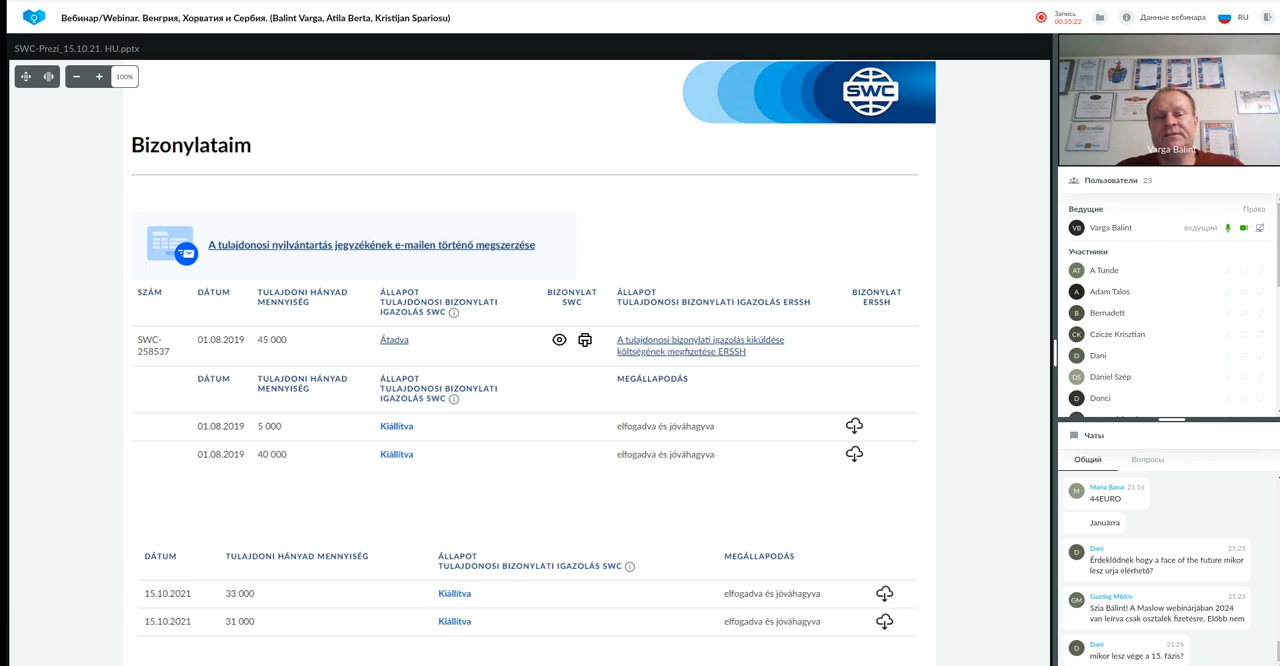 Вебинар/Webinar. Венгрия, Хорватия и Сербия. (Balint Varga, Atila Berta, Kristijan Spariosu)
Запись
00:35:22
Данные вебинара
RU
SWC-Prezi_15.10.21. HU.pptx
100%
SWC
Bizonylataim
A tulajdonosi nyilvántartás jegyzékének e-mailen történő megszerzése
SZÁM DÁTUM TULAJDONI HÁNYAD MENNYISÉG ÁLLAPOT TULAJDONOSI BIZONYLATI IGAZOLÁS SWC BIZONYLAT SWC ÁLLAPOT TULAJDONOSI BIZONYLATI IGAZOLÁS ERSSH BIZONYLAT ERSSH
SWC-258537 01.08.2019 45 000 Átadva A tulajdonosi bizonylati igazolás kiküldése költségének megfizetése ERSSH
DÁTUM TULAJDONI HÁNYAD MENNYISÉG ÁLLAPOT TULAJDONOSI BIZONYLATI IGAZOLÁS SWC MEGÁLLAPODÁS
01.08.2019 5 000 Kiállítva elfogadva és jóváhagyva
01.08.2019 40 000 Kiállítva elfogadva és jóváhagyva
DÁTUM TULAJDONI HÁNYAD MENNYISÉG ÁLLAPOT TULAJDONOSI BIZONYLATI IGAZOLÁS SWC MEGÁLLAPODÁS
15.10.2021 33 000 Kiállítva elfogadva és jóváhagyva
15.10.2021 31 000 Kiállítva elfogadva és jóváhagyva
Varga Balint
Пользователи 23
Ведущие Права
VB Varga Balint ведущий
Участники
AT A Tunde
A Adam Talos
B Bernadett
CK Czicze Krisztian
D Dani
DS Dániel Szép
D Donci
Чаты
Общий Вопросы
M Maria Banai 21:16
44EURO
Januárra
D Dani 21:23
Érdeklődnék hogy a face of the future mikor
lesz urja elérhető?
GM Gazdag Miklós 21:23
Szia Bálint! A Maslow webinárjában 2024
van leírva csak osztalék fizetésre. Előbb nem
D Dani 21:26
mikor lesz vége a 15. fázis?